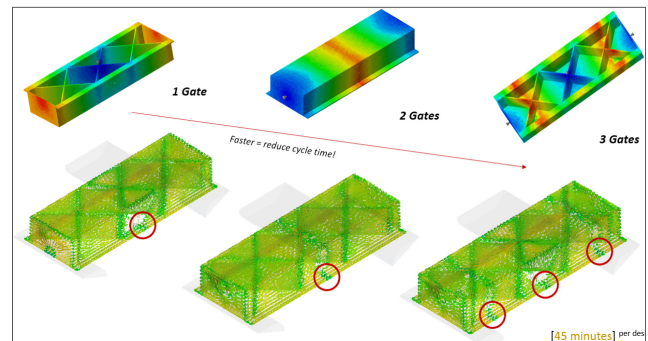 1 Gate
2 Gates
3 Gates
Faster = reduce cycle time!
[45 minutes] per des